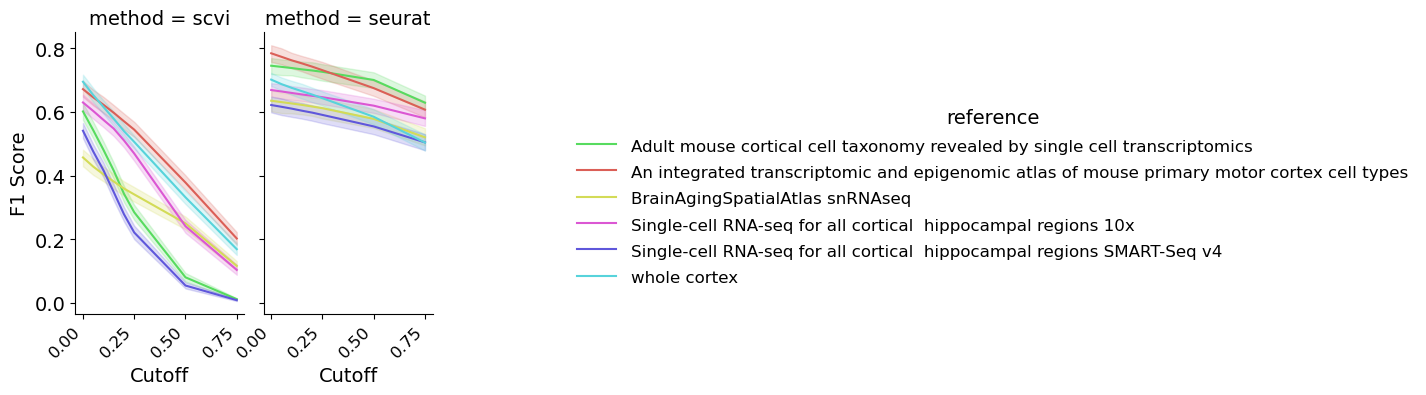 method = scvi
method = seurat
F1 Score
0.8
0.6
0.4
0.2
0.0
0.00
0.25
0.50
0.75
0.00
0.25
0.50
0.75
Cutoff
Cutoff
reference
Adult mouse cortical cell taxonomy revealed by single cell transcriptomics
An integrated transcriptomic and epigenomic atlas of mouse primary motor cortex cell types
BrainAgingSpatialAtlas snRNAseq
Single-cell RNA-seq for all cortical  hippocampal regions 10x
Single-cell RNA-seq for all cortical  hippocampal regions SMART-Seq v4
whole cortex